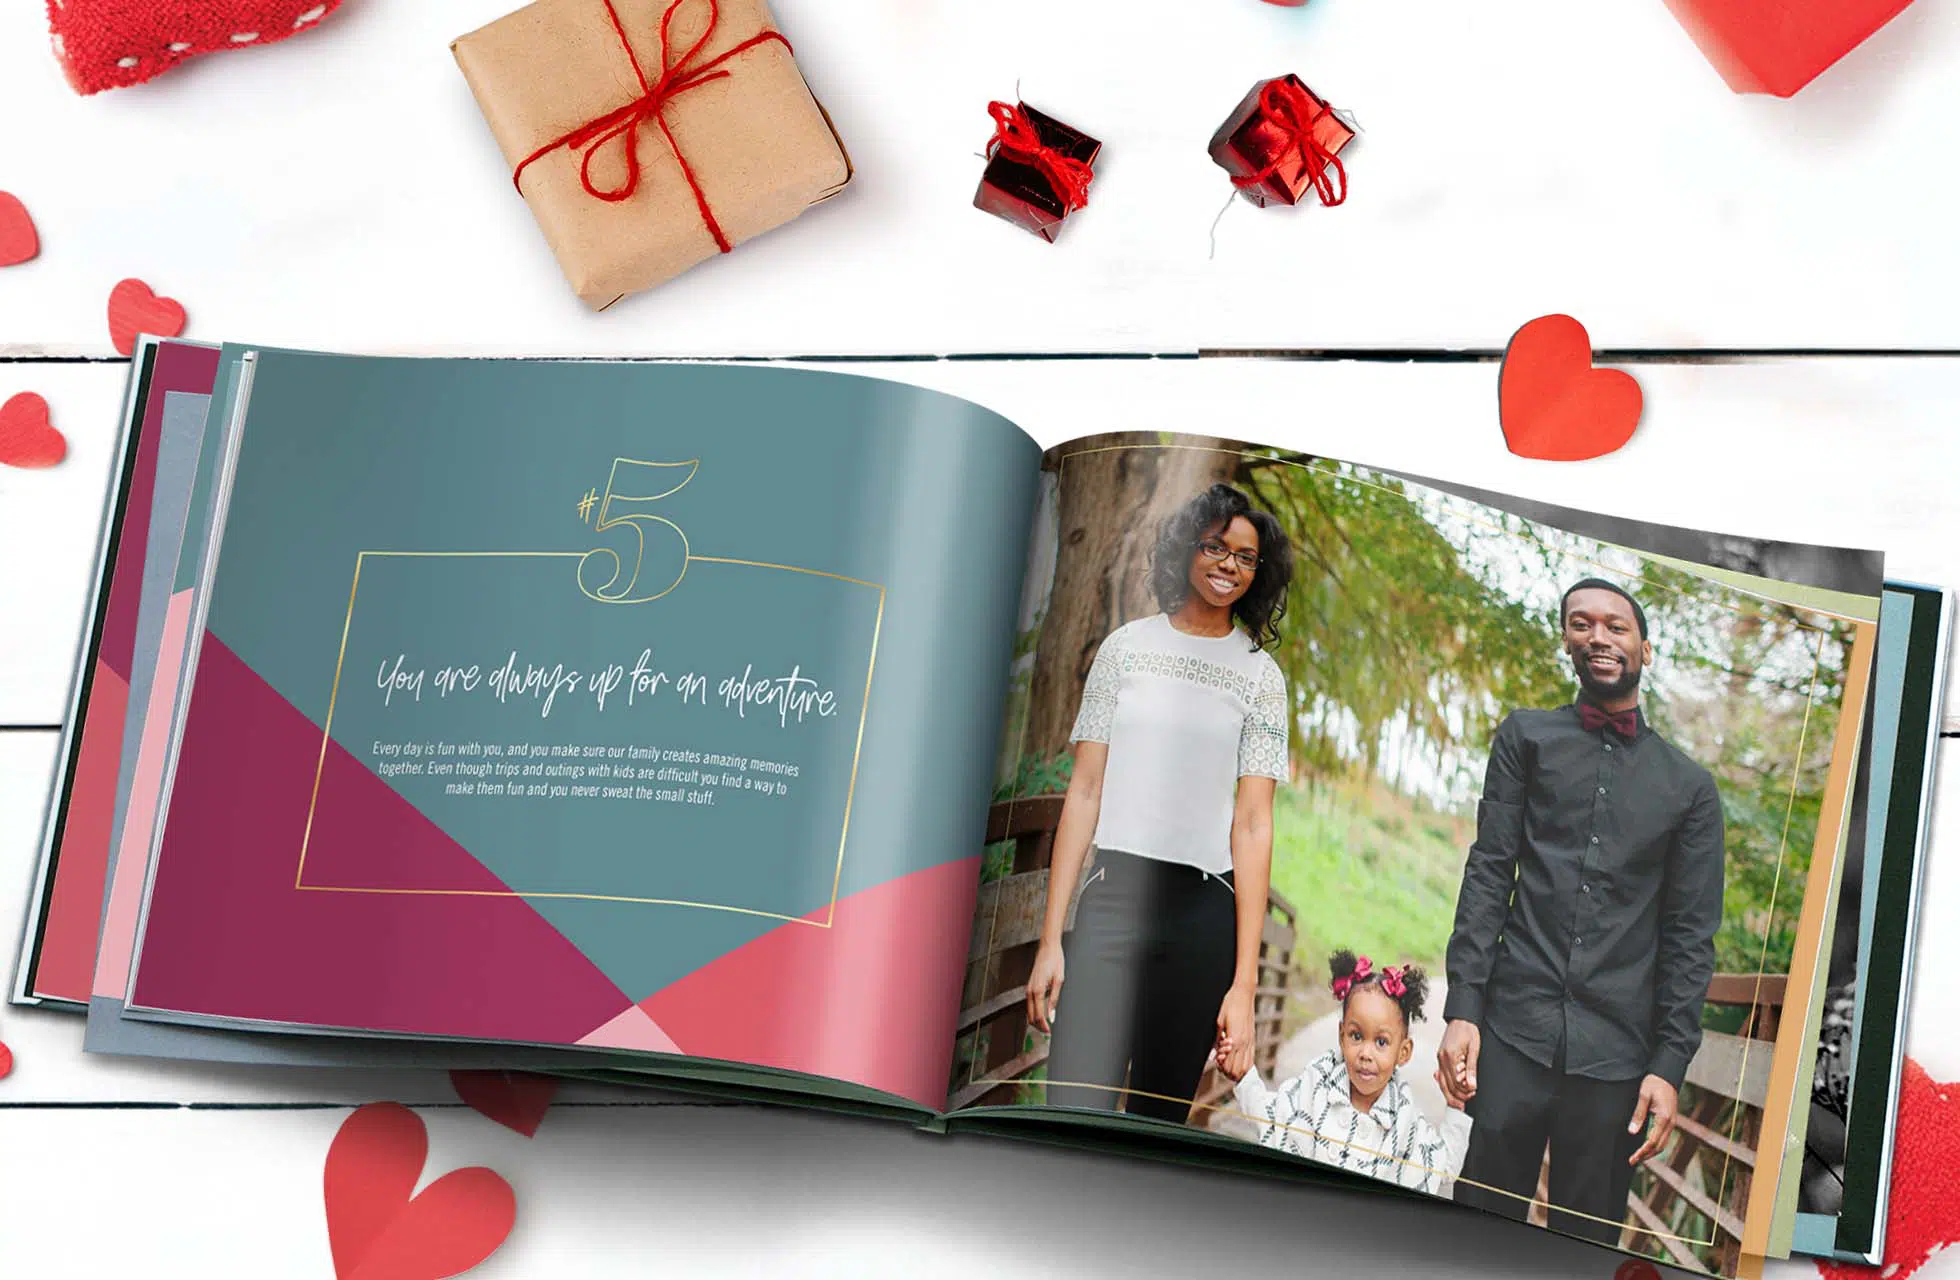 #5
You are always up for an adventure.
Every day is fun with you, and you make sure our family creates amazing memories
together. Even though trips and outings with kids are difficult you find a way to
make them fun and you never sweat the small stuff.